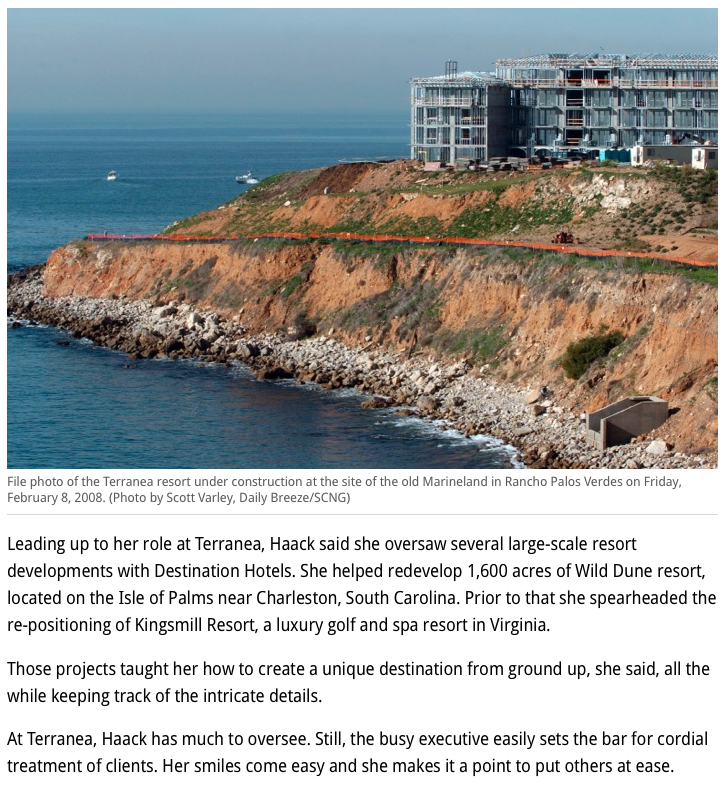 File photo of the Terranea resort under construction at the site of the old Marineland in Rancho Palos Verdes on Friday,
February 8, 2008. (Photo by Scott Varley, Daily Breeze/SCNG)
Leading up to her role at Terranea, Haack said she oversaw several large-scale resort
developments with Destination Hotels. She helped redevelop 1,600 acres of Wild Dune resort,
located on the Isle of Palms near Charleston, South Carolina. Prior to that she spearheaded the
re-positioning of Kingsmill Resort, a luxury golf and spa resort in Virginia.
Those projects taught her how to create a unique destination from ground up, she said, all the
while keeping track of the intricate details.
At Terranea, Haack has much to oversee. Still, the busy executive easily sets the bar for cordial
treatment of clients. Her smiles come easy and she makes it a point to put others at ease.